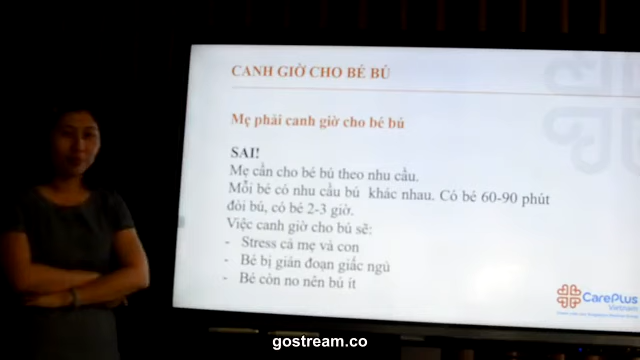 CANH GIỜ CHO BÉ BÚ
Mẹ phải canh giờ cho bé bú
SAI!
Mẹ cần cho bé bú theo nhu cầu.
Mỗi bé có nhu cầu bú khác nhau. Có bé 60-90 phút
đói bú, có bé 2-3 giờ.
Việc canh giờ cho bú sẽ:
- Stress cả mẹ và con
- Bé bị gián đoạn giấc ngủ
- Bé còn no nên bú ít
CarePlus
Vietnam
gostream.co